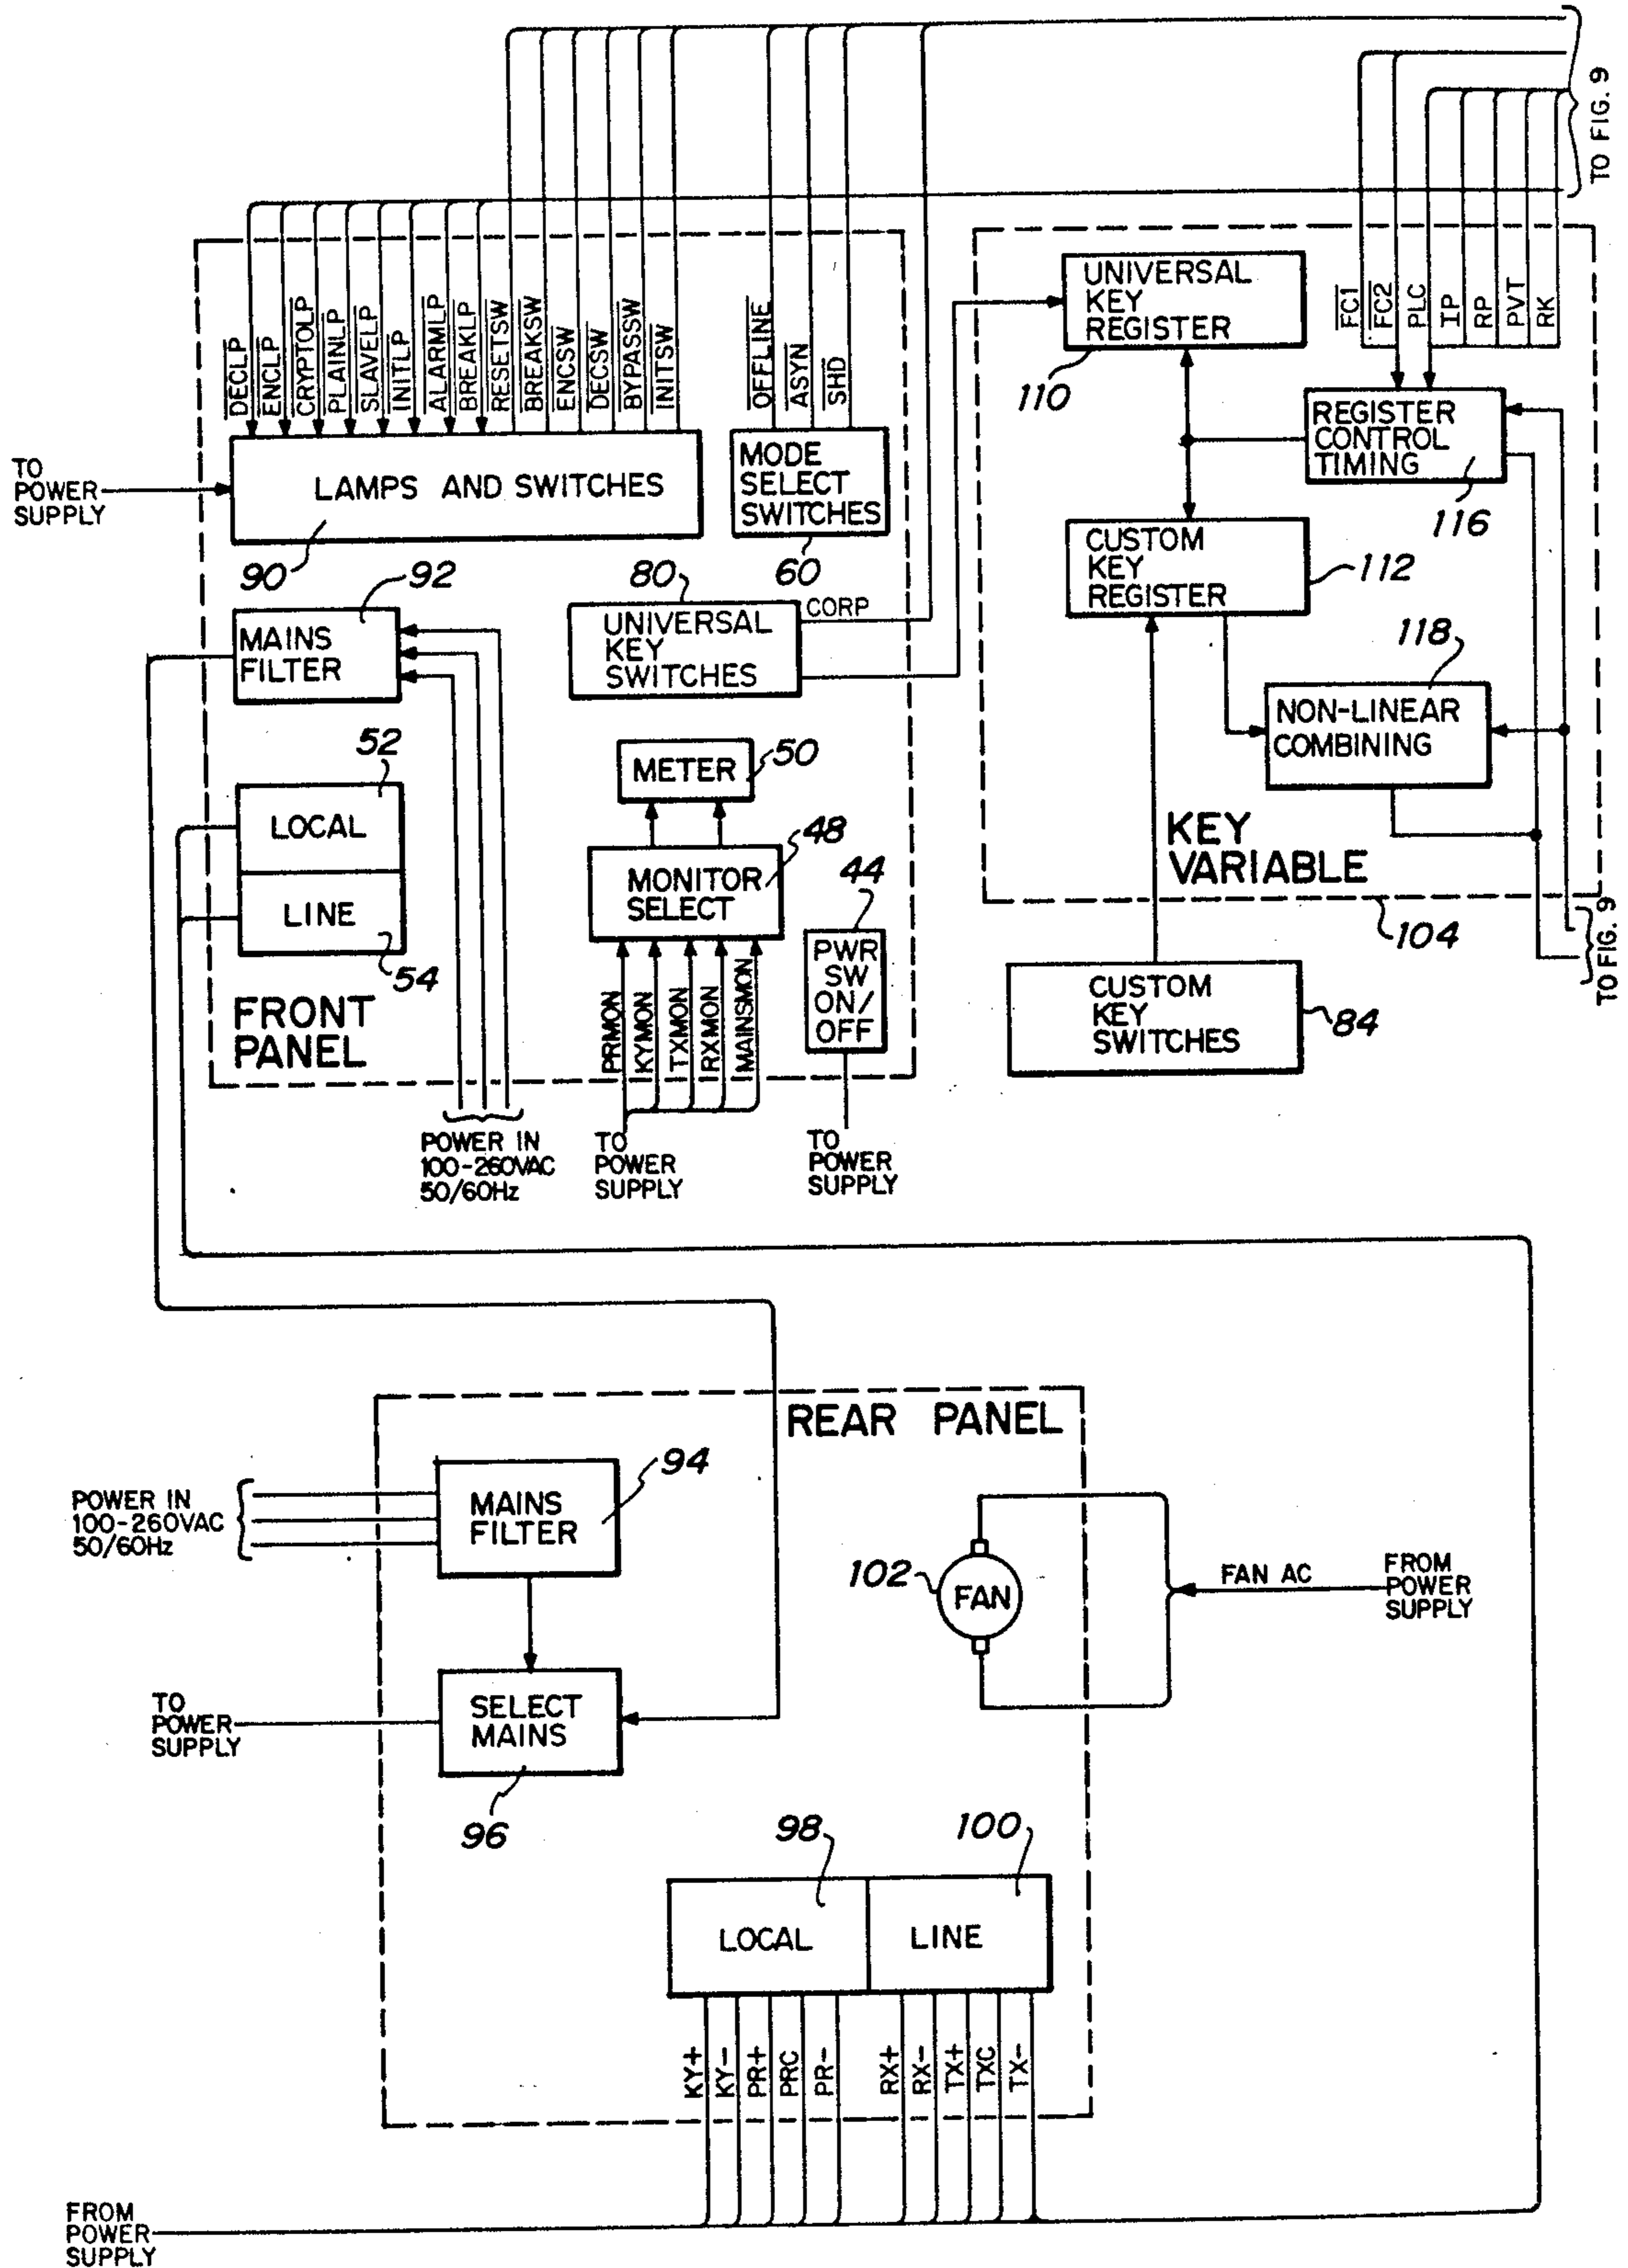 TO FIG. 9
DECLP
ENCLP
CRYPTOLP
PLAINLP
SLAVELP
INITLP
ALARMLP
BREAKLP
RESETSW
BREAKSW
ENCSW
DECSW
BYPASSW
INITSW
OFFLINE
ASYN
SHD
FC1
FC2
PLC
IP
RP
PVT
RK
TO
POWER
SUPPLY
LAMPS AND SWITCHES
90
MODE
SELECT
SWITCHES
60
UNIVERSAL
KEY
REGISTER
110
REGISTER
CONTROL
TIMING
116
CUSTOM
KEY
REGISTER
112
92
MAINS
FILTER
80
UNIVERSAL
KEY
SWITCHES
CORP
118
NON-LINEAR
COMBINING
KEY
VARIABLE
104
TO FIG. 9
52
LOCAL
LINE
54
METER
50
MONITOR
SELECT
48
44
PWR
SW
ON/
OFF
PRMON
KYMON
TXMON
RXMON
MAINSMON
CUSTOM
KEY
SWITCHES
84
FRONT
PANEL
POWER IN
100-260VAC
50/60Hz
TO
POWER
SUPPLY
TO
POWER
SUPPLY
REAR PANEL
POWER IN
100-260VAC
50/60Hz
MAINS
FILTER
94
102
FAN
FAN AC
FROM
POWER
SUPPLY
TO
POWER
SUPPLY
SELECT
MAINS
96
98
100
LOCAL
LINE
KY+
KY-
PR+
PRC
PR-
RX+
RX-
TX+
TXC
TX-
FROM
POWER
SUPPLY